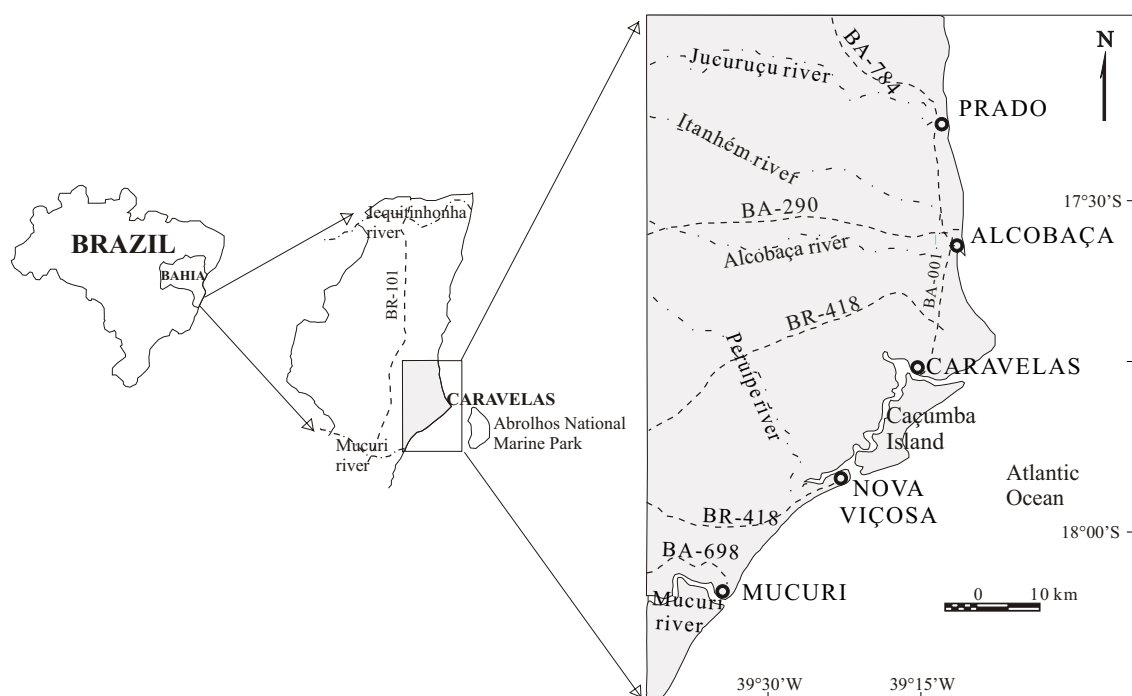 BRAZIL
BAHIA
Jequitinhonha
river
BR-101
CARAVELAS
Abrolhos National
Marine Park
Mucuri
river
N
BA-784
Jucuruçu river
PRADO
Itanhém river
17°30'S
BA-290
ALCOBAÇA
Alcobaça river
BA-001
BR-418
Peruipe river
CARAVELAS
Caçumba
Island
Atlantic
Ocean
NOVA
VIÇOSA
BR-418
18°00'S
BA-698
MUCURI
Mucuri
river
0 10 km
39°30'W 39°15'W